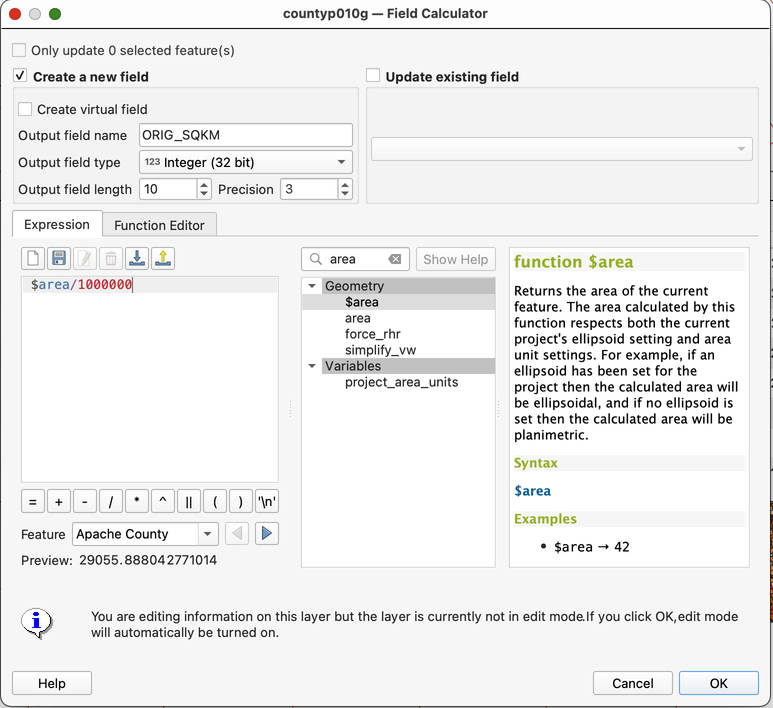 countyp010g — Field Calculator
Only update 0 selected feature(s)
Create a new field
Update existing field
Create virtual field
Output field name ORIG_SQKM
Output field type 123 Integer (32 bit)
Output field length 10 Precision 3
Expression Function Editor
area Show Help
$area/1000000
Geometry
$area
area
force_rhr
simplify_vw
Variables
project_area_units
function $area
Returns the area of the current
feature. The area calculated by this
function respects both the current
project's ellipsoid setting and area
unit settings. For example, if an
ellipsoid has been set for the
project then the calculated area will
be ellipsoidal, and if no ellipsoid is
set then the calculated area will be
planimetric.
Syntax
$area
Examples
• $area → 42
= + - / * ^ || ( ) '\n'
Feature Apache County
Preview: 29055.888042771014
You are editing information on this layer but the layer is currently not in edit mode.If you click OK,edit mode
will automatically be turned on.
Help Cancel OK